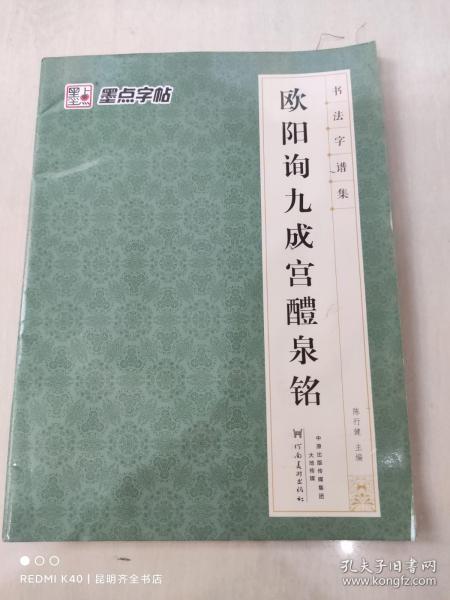 墨点
墨点字帖
书法字谱集
欧阳询九成宫醴泉铭
陈行健 主编
中原出版传媒集团
大地传媒
河南美术出版社
REDMI K40 | 昆明齐全书店
孔夫子旧书网
www.kongfz.com